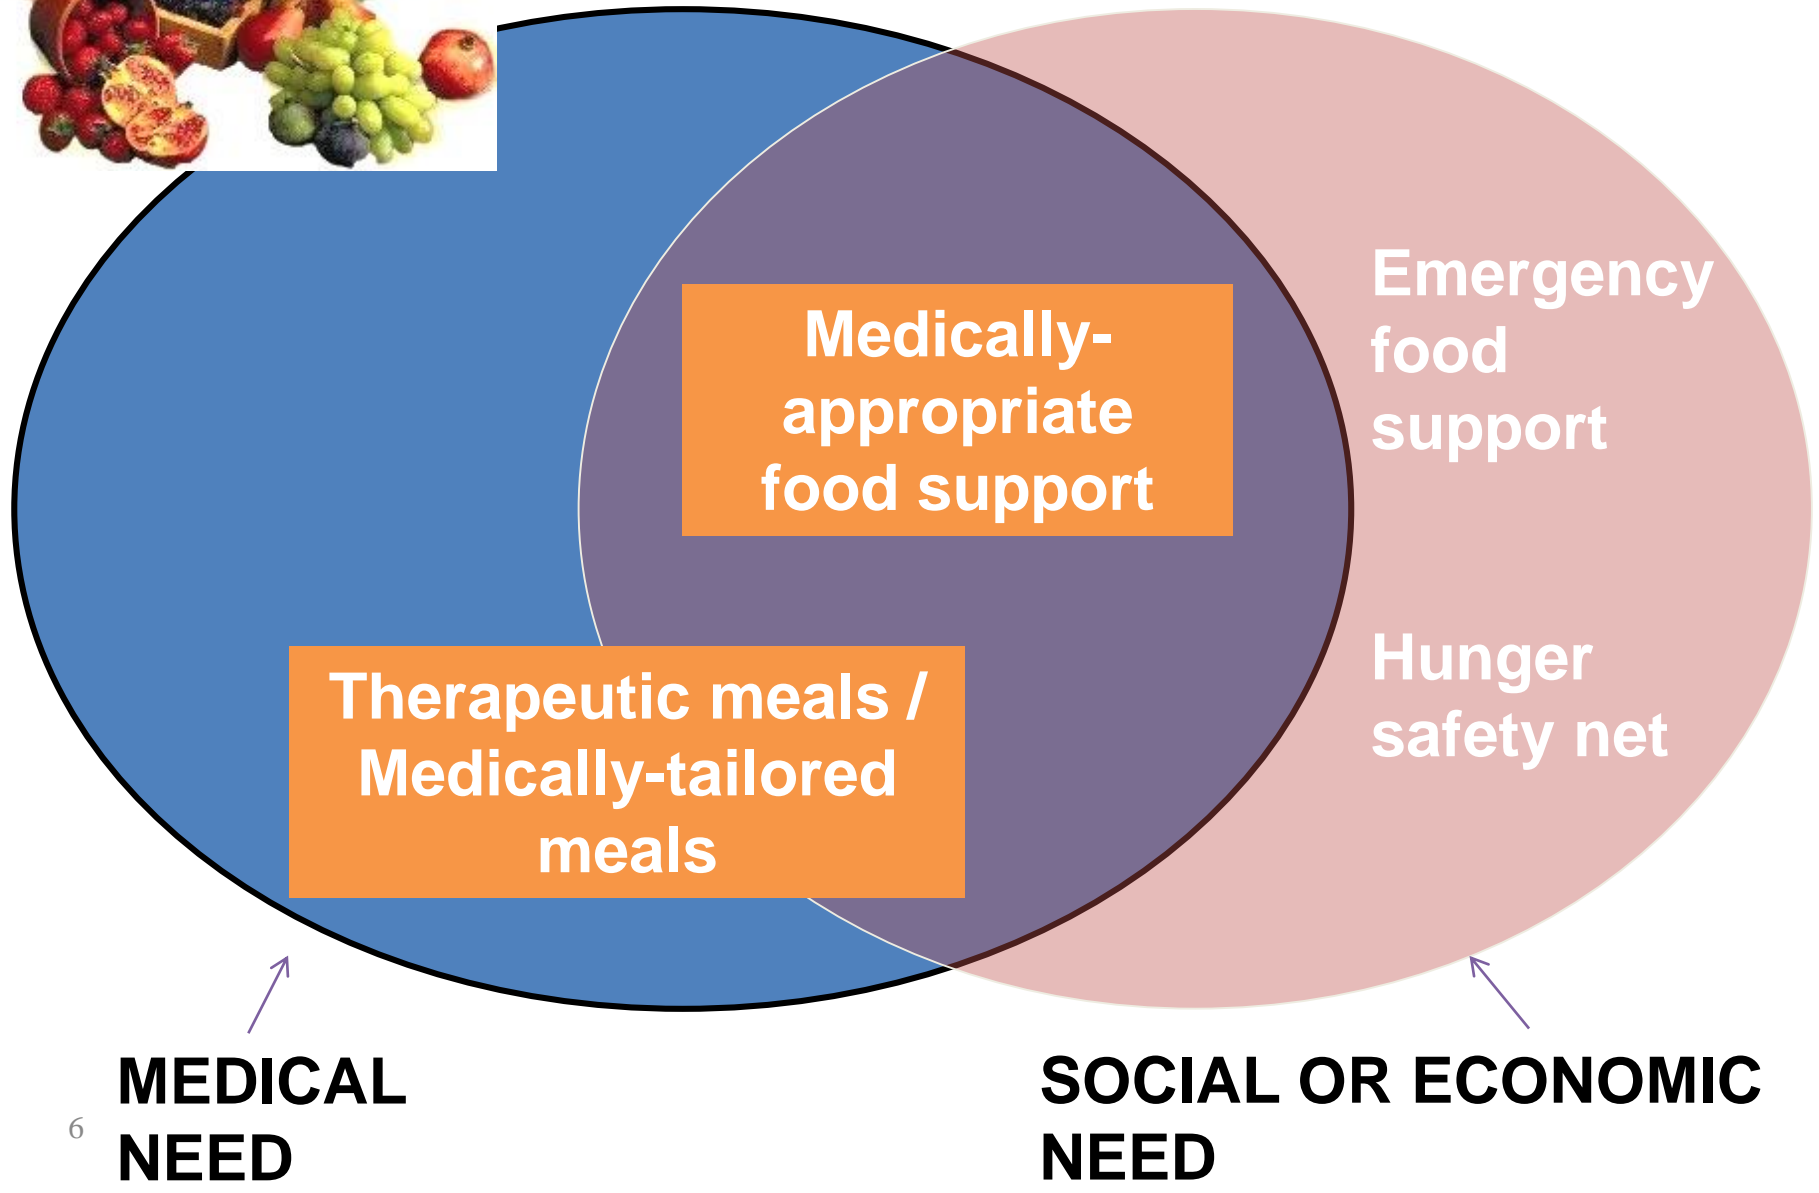 Medically-
appropriate
food support
Emergency
food
support
Hunger
safety net
Therapeutic meals /
Medically-tailored
meals
MEDICAL
NEED
SOCIAL OR ECONOMIC
NEED
6